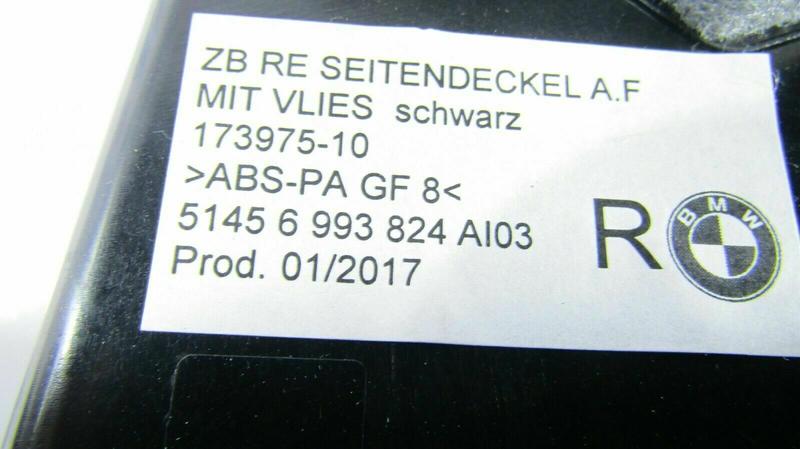 ZB RE SEITENDECKEL A.F
MIT VLIES schwarz
173975-10
>ABS-PA GF 8<
5145 6 993 824 AI03
Prod. 01/2017
R
BMW